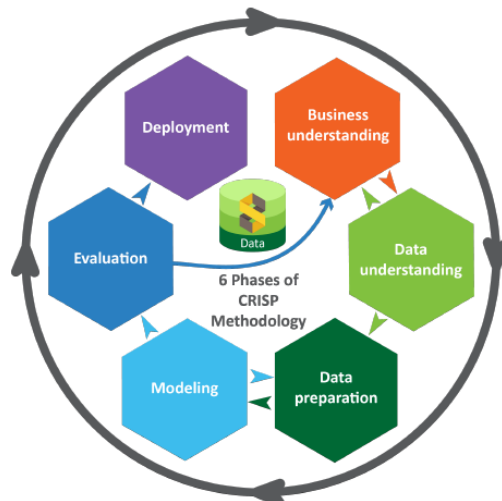 Deployment
Business
understanding
Data
Evaluation
Data
understanding
6 Phases of
CRISP
Methodology
Modeling
Data
preparation